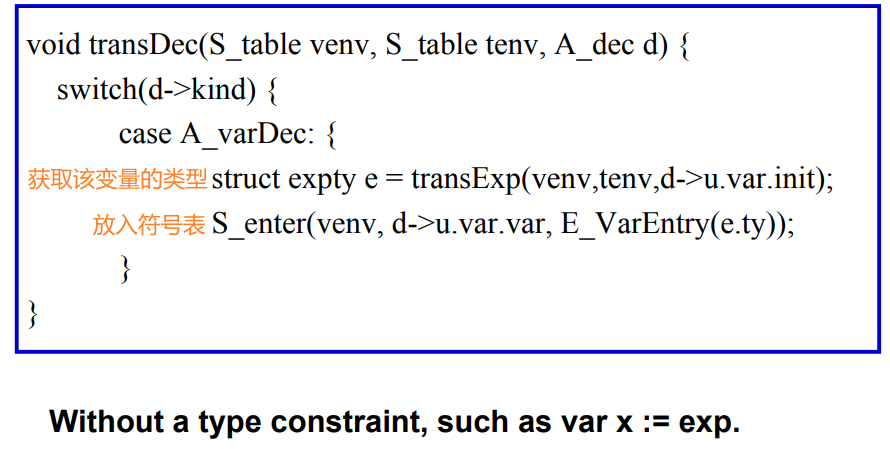 void transDec(S_table venv, S_table tenv, A_dec d) {
switch(d->kind) {
case A_varDec: {
获取该变量的类型 struct expty e = transExp(venv,tenv,d->u.var.init);
放入符号表 S_enter(venv, d->u.var.var, E_VarEntry(e.ty));
}
}
Without a type constraint, such as var x := exp.